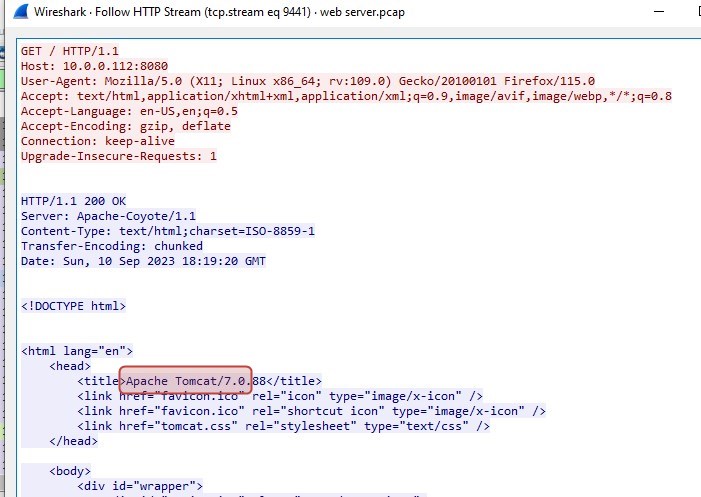 Wireshark · Follow HTTP Stream (tcp.stream eq 9441) · web server.pcap
GET / HTTP/1.1
Host: 10.0.0.112:8080
User-Agent: Mozilla/5.0 (X11; Linux x86_64; rv:109.0) Gecko/20100101 Firefox/115.0
Accept: text/html,application/xhtml+xml,application/xml;q=0.9,image/avif,image/webp,*/*;q=0.8
Accept-Language: en-US,en;q=0.5
Accept-Encoding: gzip, deflate
Connection: keep-alive
Upgrade-Insecure-Requests: 1
HTTP/1.1 200 OK
Server: Apache-Coyote/1.1
Content-Type: text/html;charset=ISO-8859-1
Transfer-Encoding: chunked
Date: Sun, 10 Sep 2023 18:19:20 GMT
<!DOCTYPE html>
<html lang="en">
<head>
<title>Apache Tomcat/7.0.88</title>
<link href="favicon.ico" rel="icon" type="image/x-icon" />
<link href="favicon.ico" rel="shortcut icon" type="image/x-icon" />
<link href="tomcat.css" rel="stylesheet" type="text/css" />
</head>
<body>
<div id="wrapper">